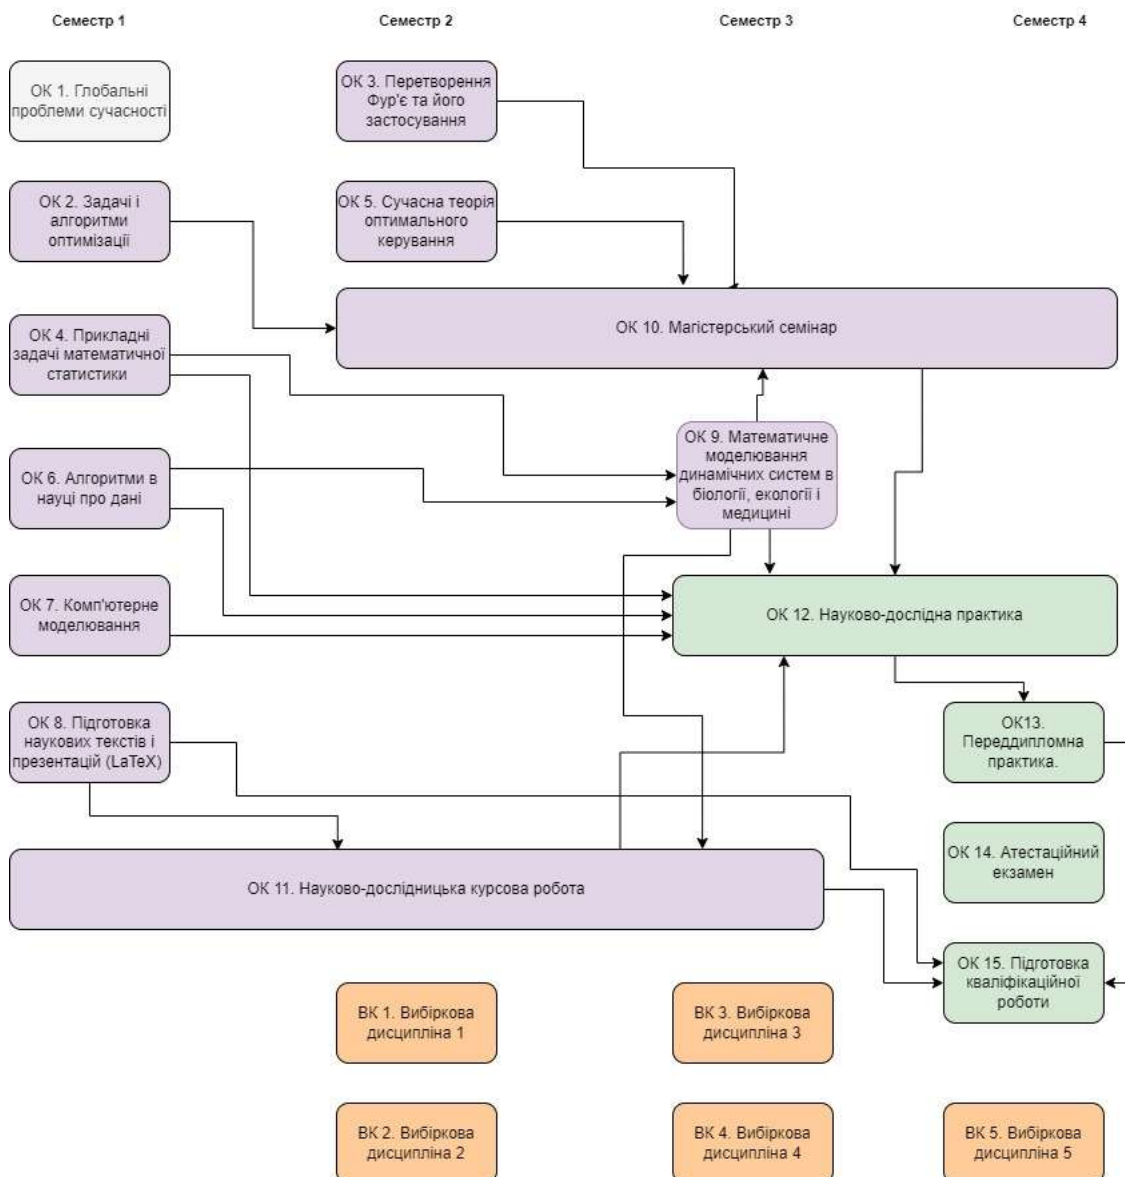 Семестр 1
Семестр 2
Семестр 3
Семестр 4
ОК 1. Глобальні
проблеми сучасності
ОК 3. Перетворення
Фур'є та його
застосування
ОК 2. Задачі і
алгоритми
оптимізації
ОК 5. Сучасна теорія
оптимального
керування
ОК 10. Магістерський семінар
ОК 4. Прикладні
задачі математичної
статистики
ОК 9. Математичне
моделювання
динамічних систем в
біології, екології і
медицині
ОК 6. Алгоритми в
науці про дані
ОК 7. Комп'ютерне
моделювання
ОК 12. Науково-дослідна практика
ОК 8. Підготовка
наукових текстів і
презентацій (LaTeX)
ОК13.
Переддипломна
практика.
ОК 14. Атестаційний
екзамен
ОК 11. Науково-дослідницька курсова робота
ОК 15. Підготовка
кваліфікаційної
роботи
ВК 1. Вибіркова
дисципліна 1
ВК 3. Вибіркова
дисципліна 3
ВК 2. Вибіркова
дисципліна 2
ВК 4. Вибіркова
дисципліна 4
ВК 5. Вибіркова
дисципліна 5